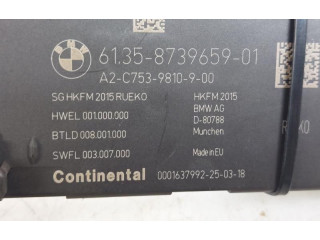 BMW
61.35-8739659-01
A2-C753-9810-9-00
SG HKFM 2015 RUEKO HKFM 2015
HWEL 001.000.000 BMW AG
D-80788
BTLD 008.001.000 Munchen
SWFL 003.007.000 Made in EU
Continental 0001637992-25-03-18